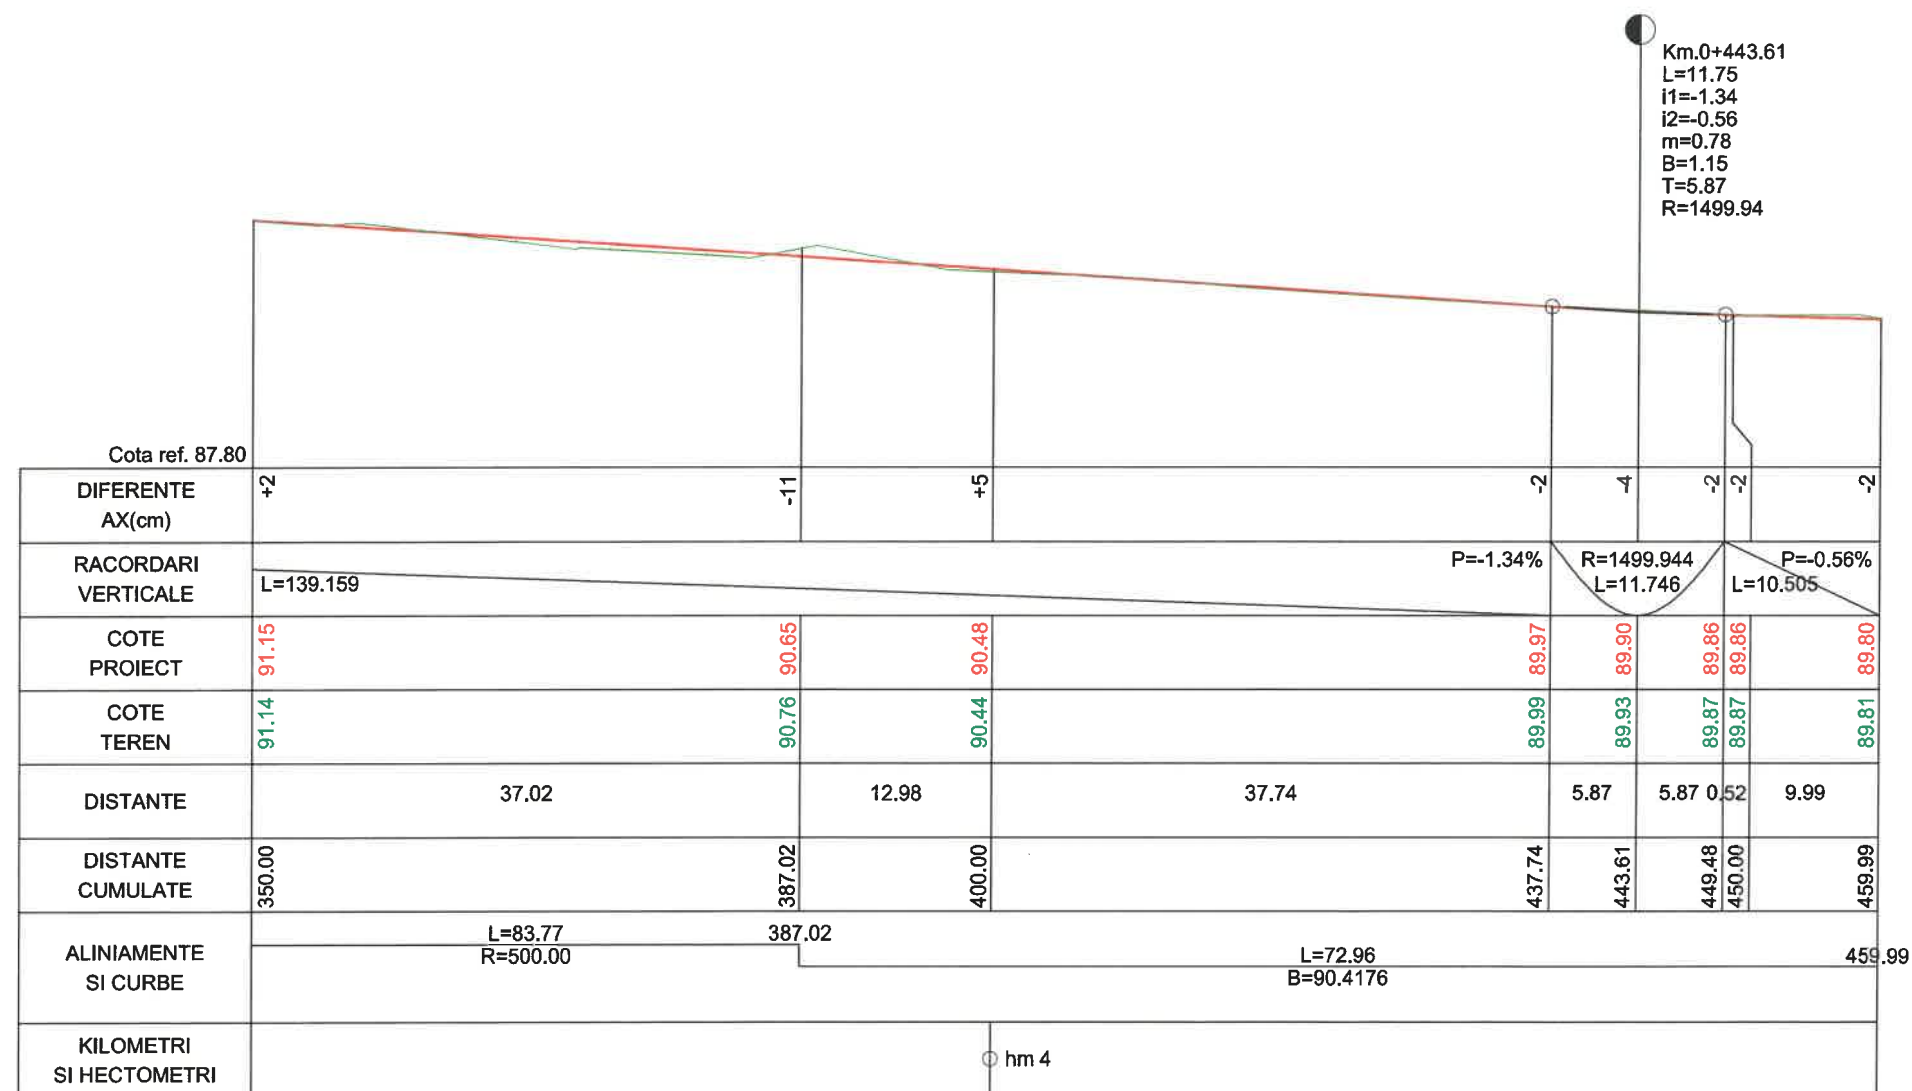 Km.0+443.61
L=11.75
i1=-1.34
i2=-0.56
m=0.78
B=1.15
T=5.87
R=1499.94
Cota ref. 87.80
DIFERENTE
AX(cm)
+2 -11 +5 -2 -4 -2 -2 -2
RACORDARI
VERTICALE
L=139.159
P=-1.34%
R=1499.944
L=11.746
P=-0.56%
L=10.505
COTE
PROIECT
91.15 90.65 90.48 89.97 89.90 89.86 89.86 89.80
COTE
TEREN
91.14 90.76 90.44 89.99 89.93 89.87 89.87 89.81
DISTANTE
37.02 12.98 37.74 5.87 5.87 0.52 9.99
DISTANTE
CUMULATE
350.00 387.02 400.00 437.74 443.61 449.48 450.00 459.99
ALINIAMENTE
SI CURBE
L=83.77
R=500.00
387.02
L=72.96
B=90.4176
459.99
KILOMETRI
SI HECTOMETRI
hm 4